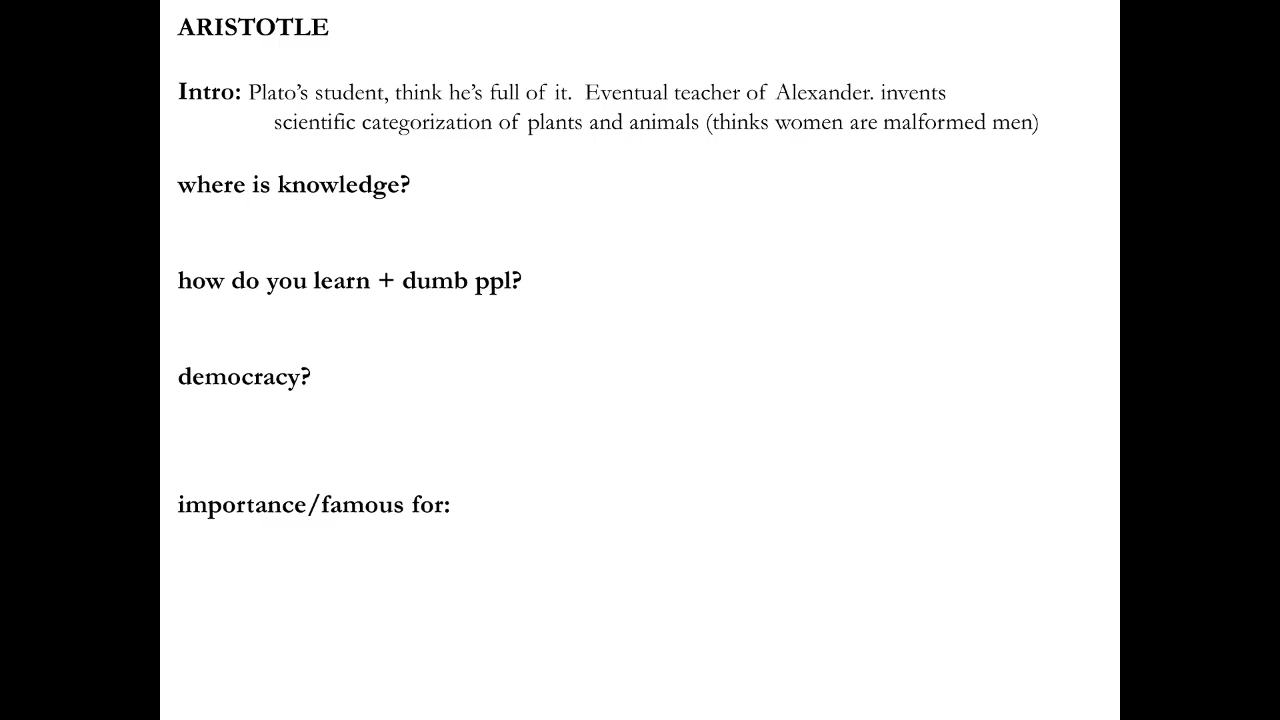 ARISTOTLE
Intro: Plato's student, think he's full of it. Eventual teacher of Alexander. invents
scientific categorization of plants and animals (thinks women are malformed men)
where is knowledge?
how do you learn + dumb ppl?
democracy?
importance/famous for: